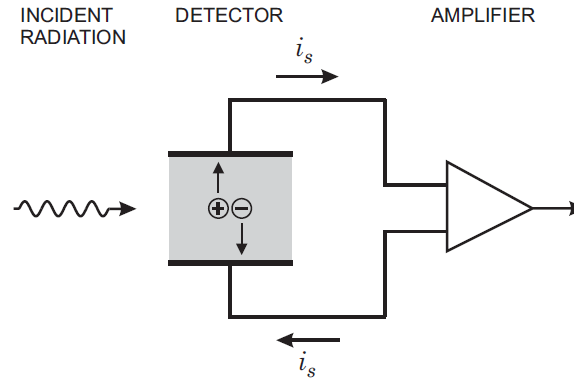 INCIDENT
RADIATION
DETECTOR
AMPLIFIER
i_s
+ −
i_s